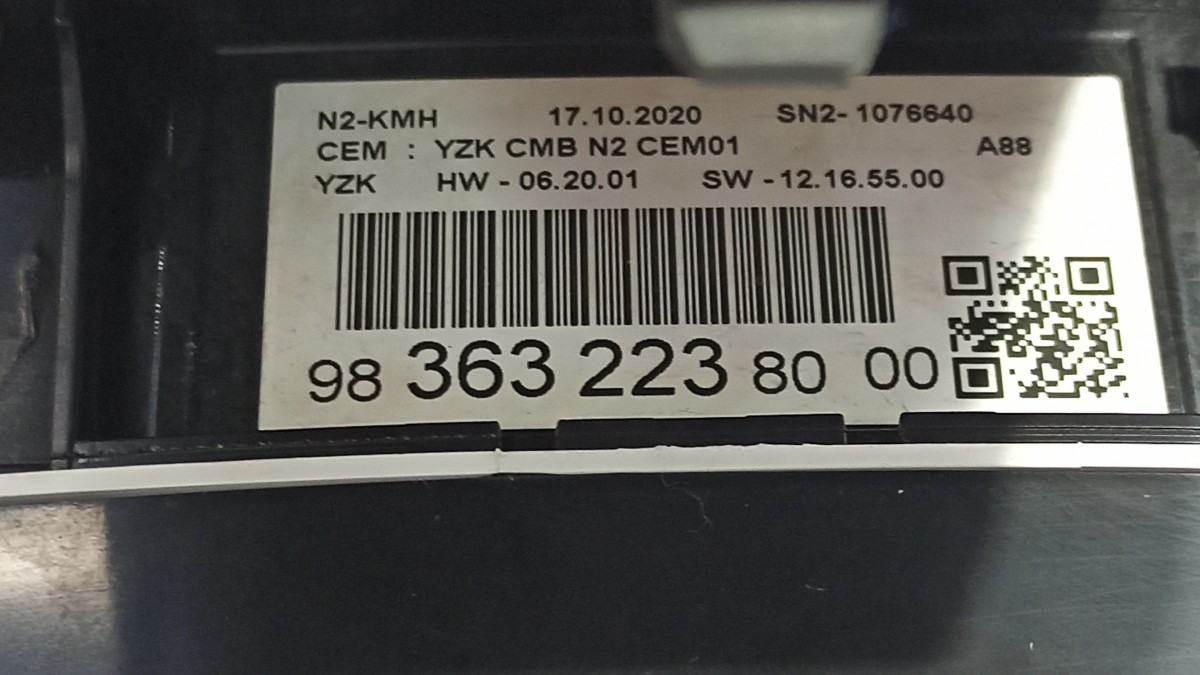 N2-KMH 17.10.2020 SN2- 1076640
CEM : YZK CMB N2 CEM01 A88
YZK HW - 06.20.01 SW - 12.16.55.00
98 363 223 80 00